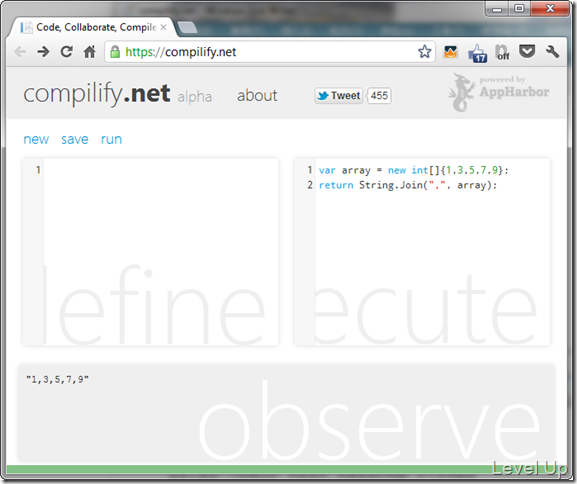 Code, Collaborate, Compile
https://compilify.net
17
off
compilify.net alpha
about
Tweet
455
powered by
AppHarbor
new save run
1
1 var array = new int[]{1,3,5,7,9};
2 return String.Join(",", array);
efine
ecute
"1,3,5,7,9"
observe
Level Up